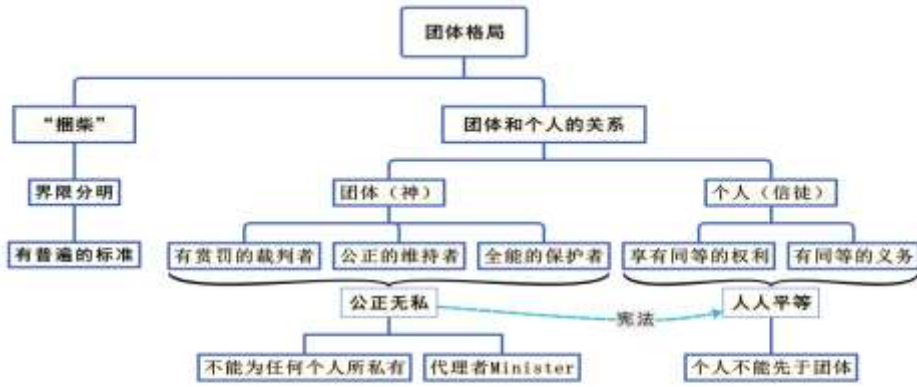 团体格局
“捆柴”
团体和个人的关系
界限分明
团体（神）
个人（信徒）
有普遍的标准
有赏罚的裁判者
公正的维持者
全能的保护者
享有同等的权利
有同等的义务
公正无私
宪法
人人平等
不能为任何个人所私有
代理者Minister
个人不能先于团体